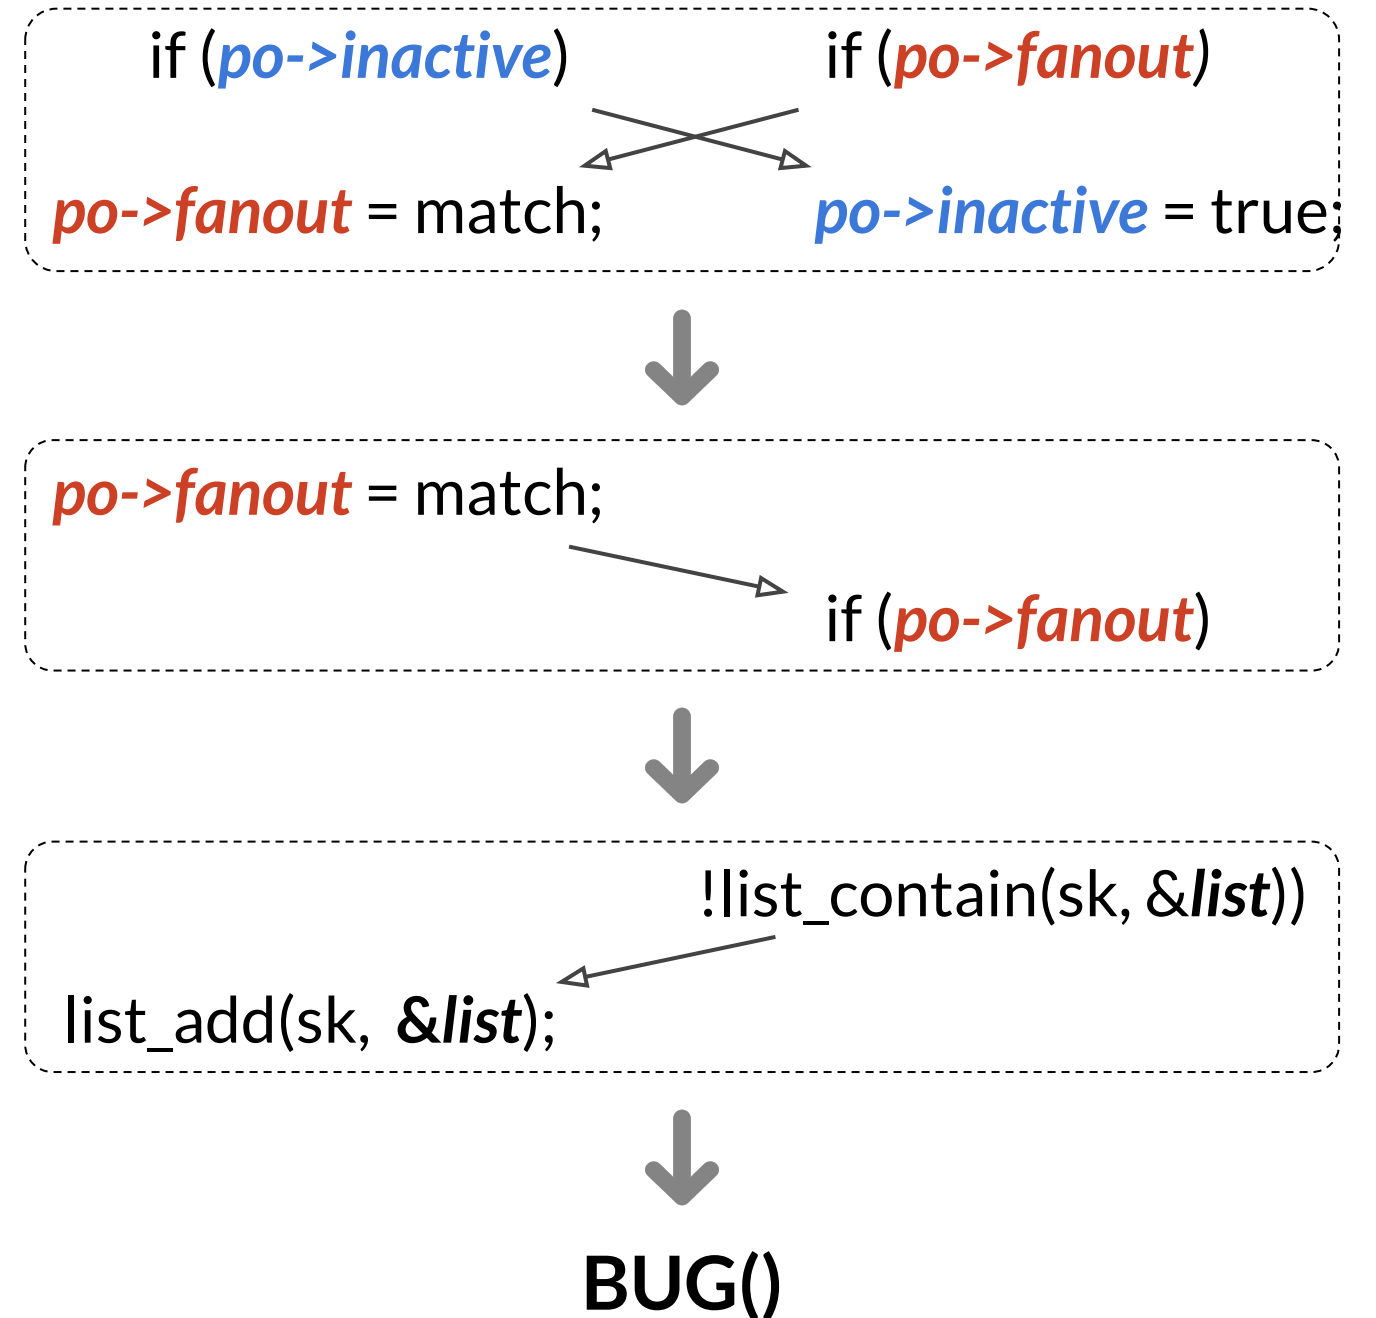 if (po->inactive) if (po->fanout)
po->fanout = match; po->inactive = true;
po->fanout = match;
if (po->fanout)
!list_contain(sk, &list))
list_add(sk, &list);
BUG()